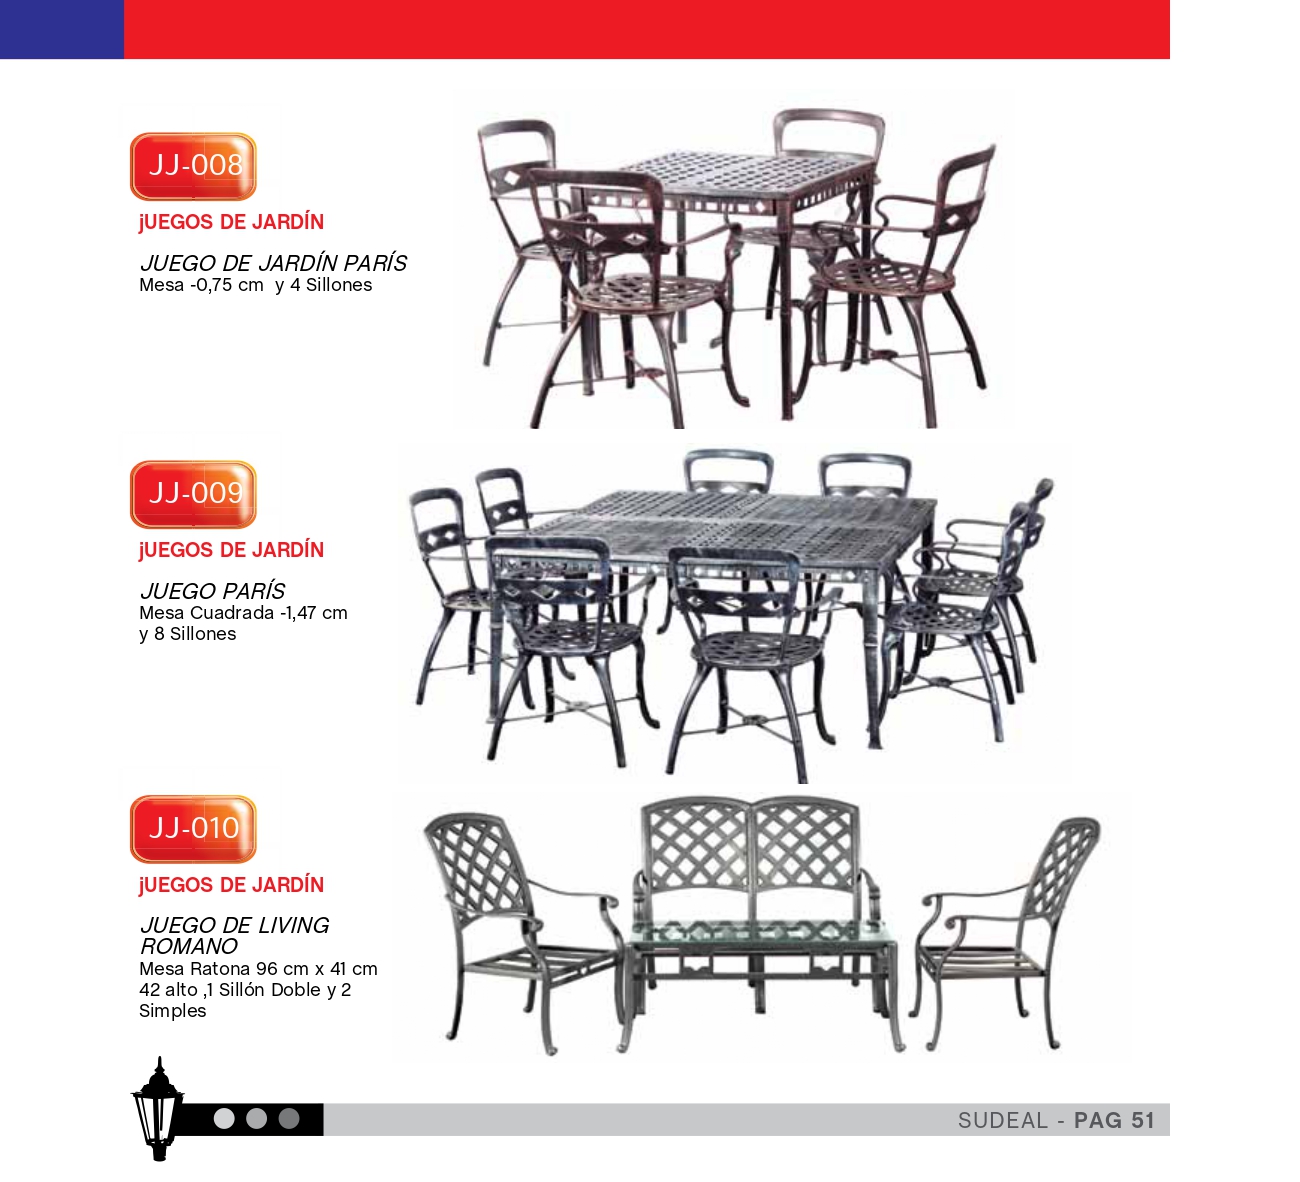 JJ-008
jUEGOS DE JARDÍN
JUEGO DE JARDÍN PARÍS
Mesa -0,75 cm  y 4 Sillones
JJ-009
jUEGOS DE JARDÍN
JUEGO PARÍS
Mesa Cuadrada -1,47 cm
y 8 Sillones
JJ-010
jUEGOS DE JARDÍN
JUEGO DE LIVING
ROMANO
Mesa Ratona 96 cm x 41 cm
42 alto ,1 Sillón Doble y 2
Simples
SUDEAL - PAG 51